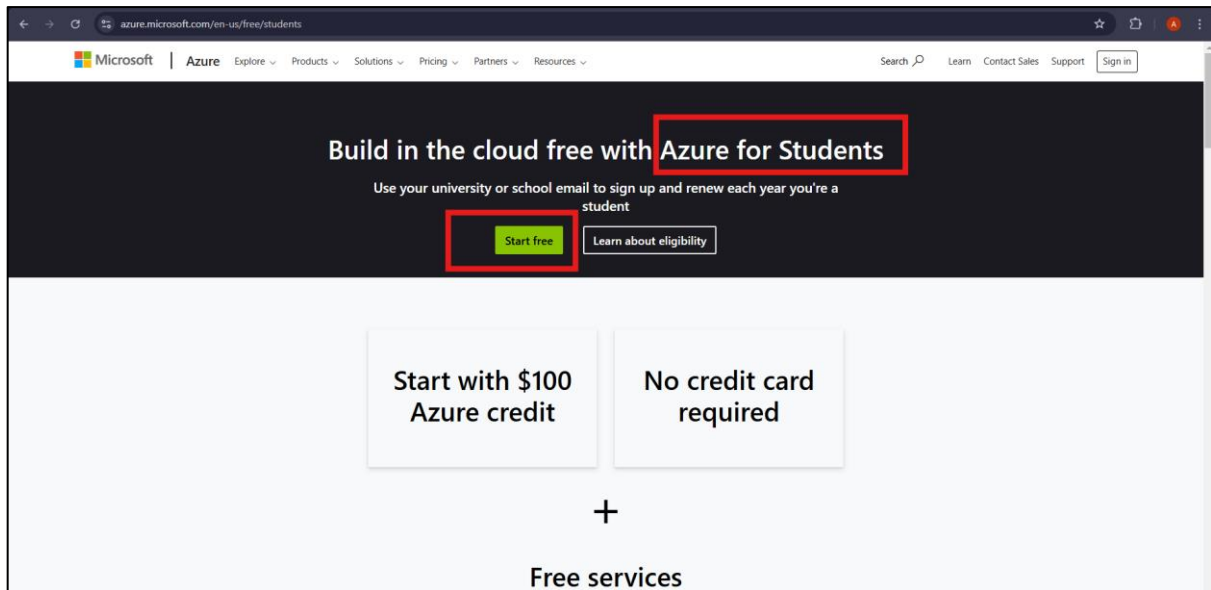 azure.microsoft.com/en-us/free/students
A
Microsoft | Azure Explore Products Solutions Pricing Partners Resources Search Learn Contact Sales Support Sign in
Build in the cloud free with Azure for Students
Use your university or school email to sign up and renew each year you're a
student
Start free Learn about eligibility
Start with $100
Azure credit
No credit card
required
+
Free services